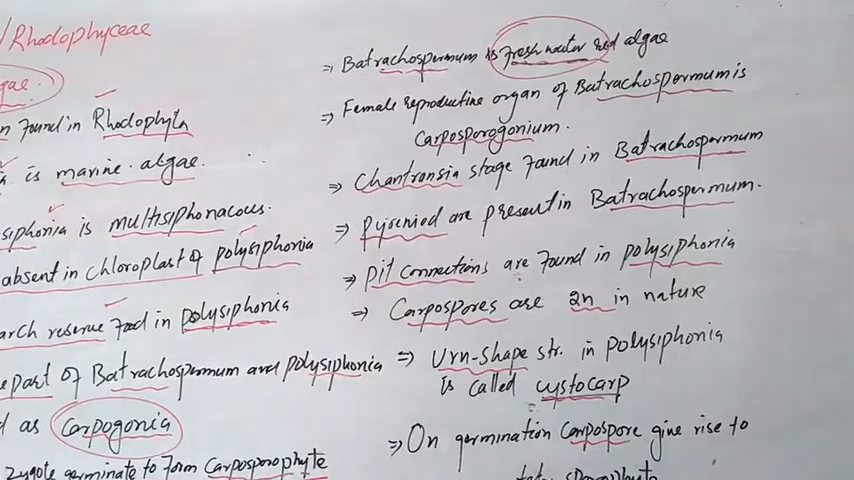 /Rhodophyceae
gae.
n found in Rhodophyta
is marine algae.
siphonia is multisiphonacous.
absent in chloroplast of polysiphonia
arch reserve food in polysiphonia
e part of Batrachospermum and polysiphonia
d as carpogonia
zygote germinate to form Carposporophyte
⇒ Batrachospermum is fresh water red algae
⇒ Female reproductive organ of Batrachospermum is
Carposporogonium.
⇒ Chantronsia stage found in Batrachospermum
⇒ Pyrenied are present in Batrachospermum.
⇒ Pit connections are found in polysiphonia
⇒ Carpospores are 2n in nature
⇒ Urn-shape str. in polysiphonia
is called cystocarp
⇒ On germination carpospore give rise to